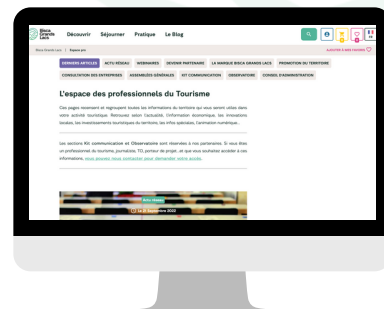 Bisca
Grands
Lacs
Découvrir Séjourner Pratique Le Blog
Bisca Grands Lacs | Espace pro
AJOUTER À MES FAVORIS
DERNIERS ARTICLES ACTU RÉSEAU WEBINAIRES DEVENIR PARTENAIRE LA MARQUE BISCA GRANDS LACS PROMOTION DU TERRITOIRE
CONSULTATION DES ENTREPRISES ASSEMBLÉES GÉNÉRALES KIT COMMUNICATION OBSERVATOIRE CONSEIL D'ADMINISTRATION
L'espace des professionnels du Tourisme
Ces pages recensent et regroupent toutes les informations du territoire qui vous seront utiles dans
votre activité touristique. Retrouvez selon l'actualité, l'information économique, les innovations
locales, les investissements touristiques du territoire, les infos spéciales, l'animation numérique...
Les sections Kit communication et Observatoire sont réservées à nos partenaires. Si vous êtes
un professionnel du tourisme, journaliste, TO, porteur de projet, et que vous souhaitez accéder à ces
informations, vous pouvez nous contacter pour demander votre accès.
Actu réseau
Le 21 Septembre 2022